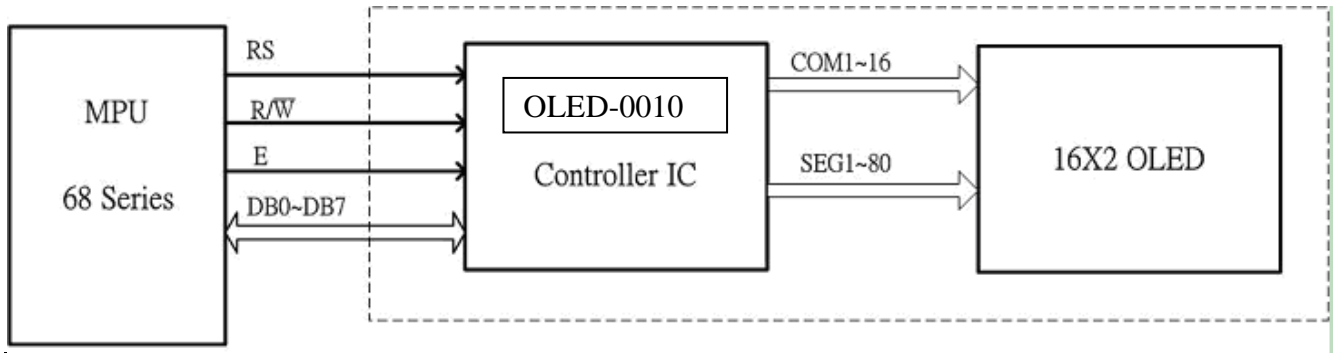 MPU
68 Series
RS
R/W̅
E
DB0~DB7
OLED-0010
Controller IC
COM1~16
SEG1~80
16X2 OLED